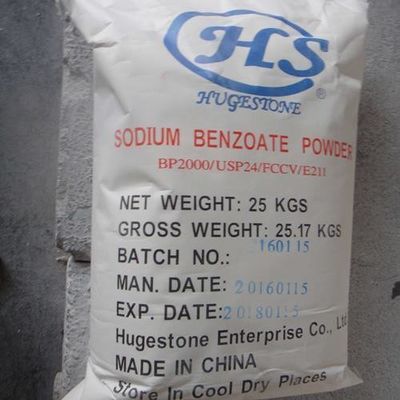 HS
HUGESTONE ®
SODIUM BENZOATE POWDER
BP2000/USP24/FCCV/E211
NET WEIGHT: 25 KGS
GROSS WEIGHT: 25.17 KGS
BATCH NO.: 160115
MAN. DATE: 20160115
EXP. DATE: 20180115
Hugestone Enterprise Co., Lt
MADE IN CHINA
Store In Cool Dry Places